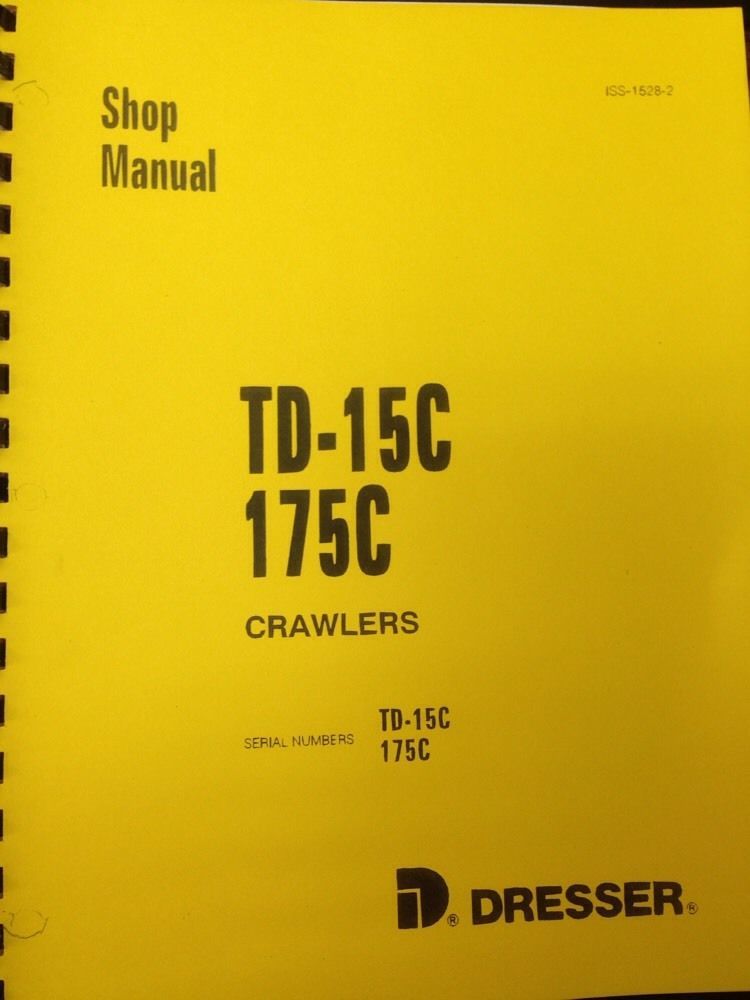 ISS-1528-2
Shop
Manual
TD-15C
175C
CRAWLERS
SERIAL NUMBERS TD-15C
175C
DRESSER®